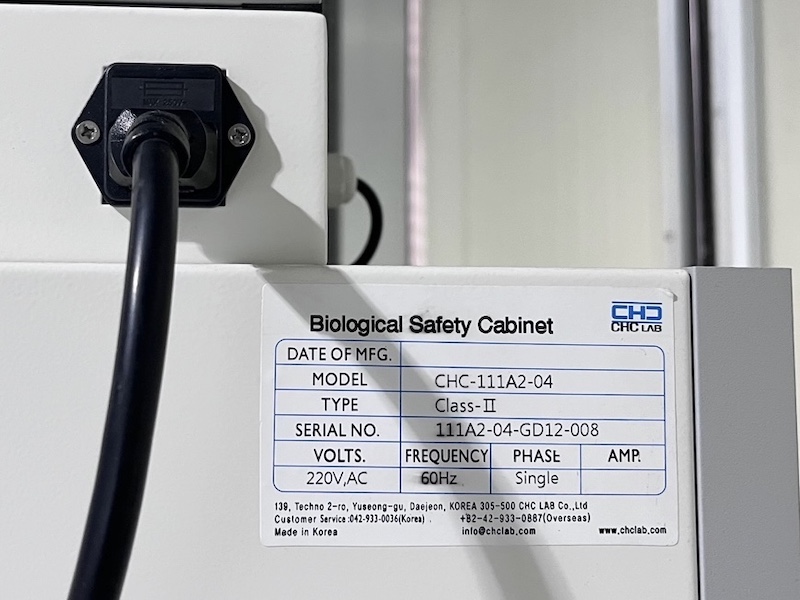 Biological Safety Cabinet
CHC
CHC LAB
DATE OF MFG.
MODEL CHC-111A2-04
TYPE Class-Ⅱ
SERIAL NO. 111A2-04-GD12-008
VOLTS. FREQUENCY PHASE AMP.
220V,AC 60Hz Single
139, Techno 2-ro, Yuseong-gu, Daejeon, KOREA 305-500 CHC LAB Co.,Ltd
Customer Service:042-933-0036(Korea) +82-42-933-0887(Overseas)
Made in Korea info@chclab.com www.chclab.com